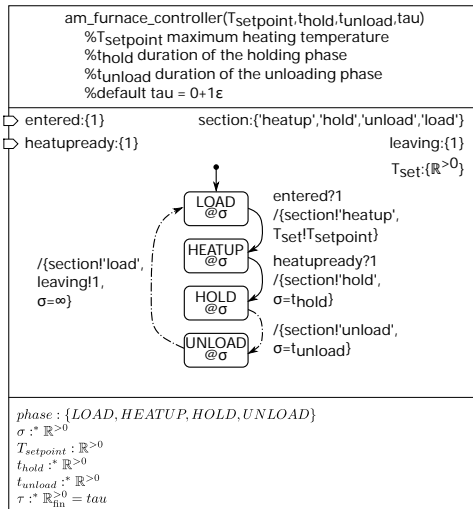 am_furnace_controller(Tsetpoint,thold,tunload,tau)
%Tsetpoint maximum heating temperature
%thold duration of the holding phase
%tunload duration of the unloading phase
%default tau = 0+1ε
entered:{1} section:{'heatup','hold','unload','load'}
heatupready:{1} leaving:{1}
Tset:{ℝ>0}
LOAD
@σ
entered?1
/{section!'heatup',
Tset!Tsetpoint}
HEATUP
@σ
heatupready?1
/{section!'hold',
σ=thold}
/{section!'load',
leaving!1,
σ=∞}
HOLD
@σ
/{section!'unload',
σ=tunload}
UNLOAD
@σ
phase : {LOAD, HEATUP, HOLD, UNLOAD}
σ :* ℝ>0
Tsetpoint : ℝ>0
thold :* ℝ>0
tunload :* ℝ>0
τ :* ℝ>0fin = tau